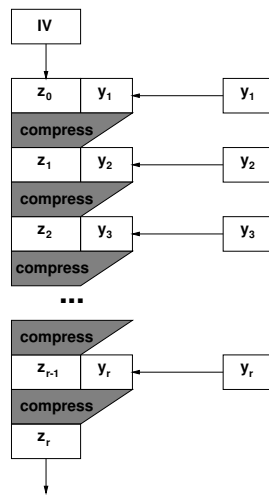 IV
z₀ y₁ y₁
compress
z₁ y₂ y₂
compress
z₂ y₃ y₃
compress
...
compress
zᵣ₋₁ yᵣ yᵣ
compress
zᵣ